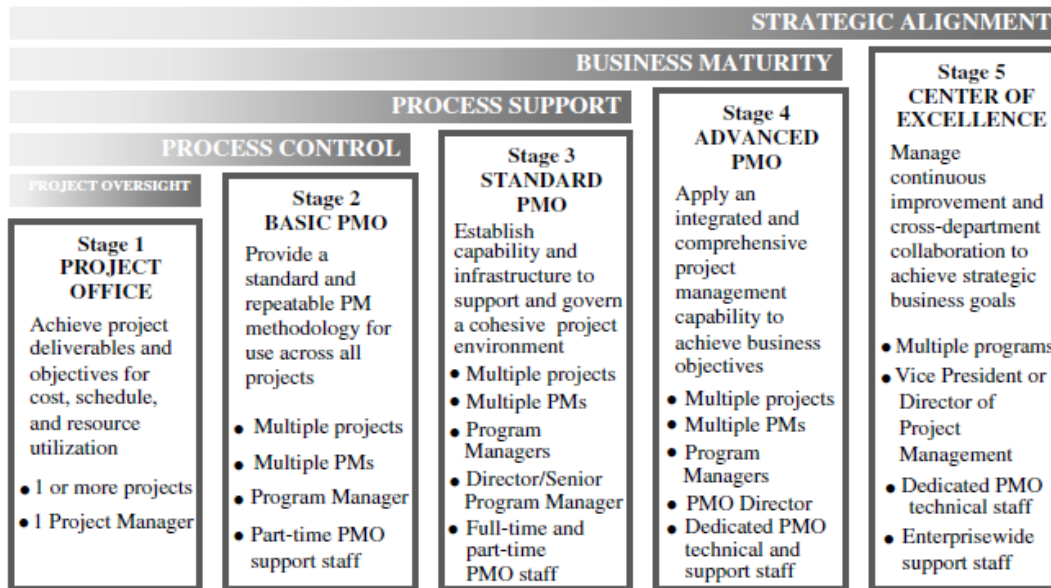 STRATEGIC ALIGNMENT
BUSINESS MATURITY
PROCESS SUPPORT
PROCESS CONTROL
PROJECT OVERSIGHT
Stage 1
PROJECT
OFFICE
Achieve project
deliverables and
objectives for
cost, schedule,
and resource
utilization
● 1 or more projects
● 1 Project Manager
Stage 2
BASIC PMO
Provide a
standard and
repeatable PM
methodology for
use across all
projects
● Multiple projects
● Multiple PMs
● Program Manager
● Part-time PMO
support staff
Stage 3
STANDARD
PMO
Establish
capability and
infrastructure to
support and govern
a cohesive project
environment
● Multiple projects
● Multiple PMs
● Program
Managers
● Director/Senior
Program Manager
● Full-time and
part-time
PMO staff
Stage 4
ADVANCED
PMO
Apply an
integrated and
comprehensive
project
management
capability to
achieve business
objectives
● Multiple projects
● Multiple PMs
● Program
Managers
● PMO Director
● Dedicated PMO
technical and
support staff
Stage 5
CENTER OF
EXCELLENCE
Manage
continuous
improvement and
cross-department
collaboration to
achieve strategic
business goals
● Multiple programs
● Vice President or
Director of
Project
Management
● Dedicated PMO
technical staff
● Enterprisewide
support staff